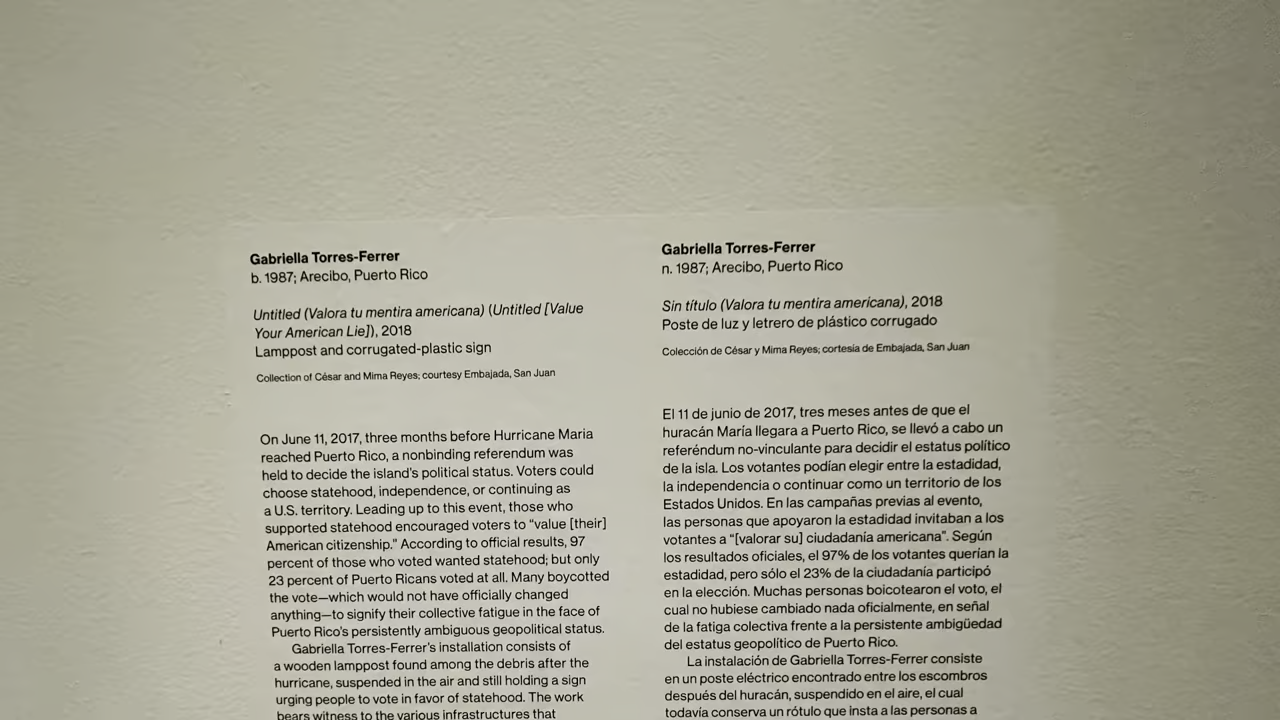 Gabriella Torres-Ferrer
b. 1987; Arecibo, Puerto Rico
Untitled (Valora tu mentira americana) (Untitled [Value
Your American Lie]), 2018
Lamppost and corrugated-plastic sign
Collection of César and Mima Reyes; courtesy Embajada, San Juan
On June 11, 2017, three months before Hurricane Maria
reached Puerto Rico, a nonbinding referendum was
held to decide the island's political status. Voters could
choose statehood, independence, or continuing as
a U.S. territory. Leading up to this event, those who
supported statehood encouraged voters to "value [their]
American citizenship." According to official results, 97
percent of those who voted wanted statehood; but only
23 percent of Puerto Ricans voted at all. Many boycotted
the vote—which would not have officially changed
anything—to signify their collective fatigue in the face of
Puerto Rico's persistently ambiguous geopolitical status.
Gabriella Torres-Ferrer's installation consists of
a wooden lamppost found among the debris after the
hurricane, suspended in the air and still holding a sign
urging people to vote in favor of statehood. The work
bears witness to the various infrastructures that
Gabriella Torres-Ferrer
n. 1987; Arecibo, Puerto Rico
Sin título (Valora tu mentira americana), 2018
Poste de luz y letrero de plástico corrugado
Colección de César y Mima Reyes; cortesía de Embajada, San Juan
El 11 de junio de 2017, tres meses antes de que el
huracán María llegara a Puerto Rico, se llevó a cabo un
referéndum no-vinculante para decidir el estatus político
de la isla. Los votantes podían elegir entre la estadidad,
la independencia o continuar como un territorio de los
Estados Unidos. En las campañas previas al evento,
las personas que apoyaron la estadidad invitaban a los
votantes a "[valorar su] ciudadanía americana". Según
los resultados oficiales, el 97% de los votantes querían la
estadidad, pero sólo el 23% de la ciudadanía participó
en la elección. Muchas personas boicotearon el voto, el
cual no hubiese cambiado nada oficialmente, en señal
de la fatiga colectiva frente a la persistente ambigüedad
del estatus geopolítico de Puerto Rico.
La instalación de Gabriella Torres-Ferrer consiste
en un poste eléctrico encontrado entre los escombros
después del huracán, suspendido en el aire, el cual
todavía conserva un rótulo que insta a las personas a